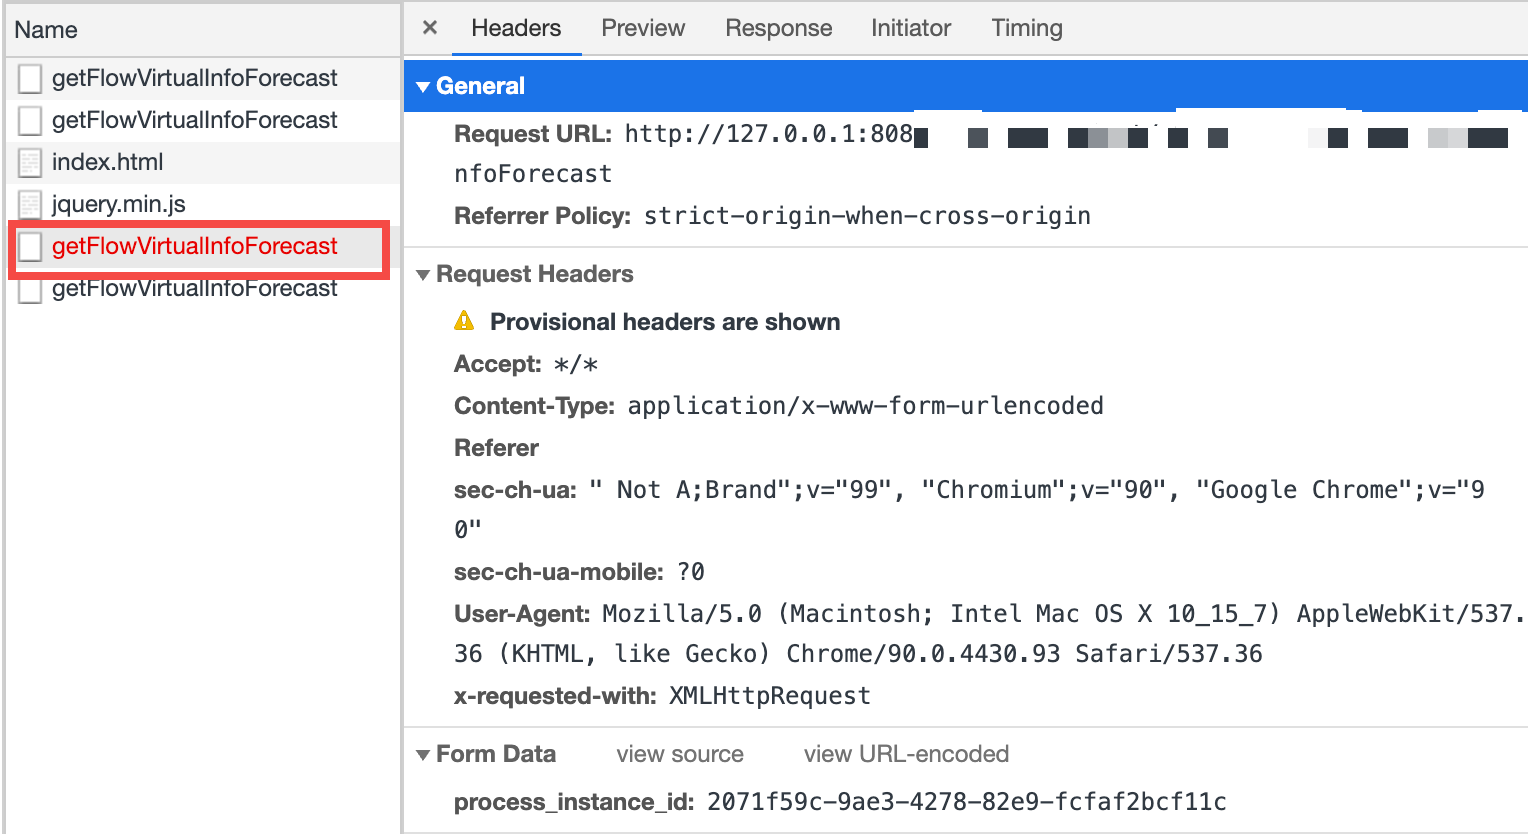 Name
getFlowVirtualInfoForecast
getFlowVirtualInfoForecast
index.html
jquery.min.js
getFlowVirtualInfoForecast
getFlowVirtualInfoForecast
× Headers Preview Response Initiator Timing
General
Request URL: http://127.0.0.1:808
nfoForecast
Referrer Policy: strict-origin-when-cross-origin
Request Headers
Provisional headers are shown
Accept: */*
Content-Type: application/x-www-form-urlencoded
Referer
sec-ch-ua: " Not A;Brand";v="99", "Chromium";v="90", "Google Chrome";v="9
0"
sec-ch-ua-mobile: ?0
User-Agent: Mozilla/5.0 (Macintosh; Intel Mac OS X 10_15_7) AppleWebKit/537.
36 (KHTML, like Gecko) Chrome/90.0.4430.93 Safari/537.36
x-requested-with: XMLHttpRequest
Form Data view source view URL-encoded
process_instance_id: 2071f59c-9ae3-4278-82e9-fcfaf2bcf11c